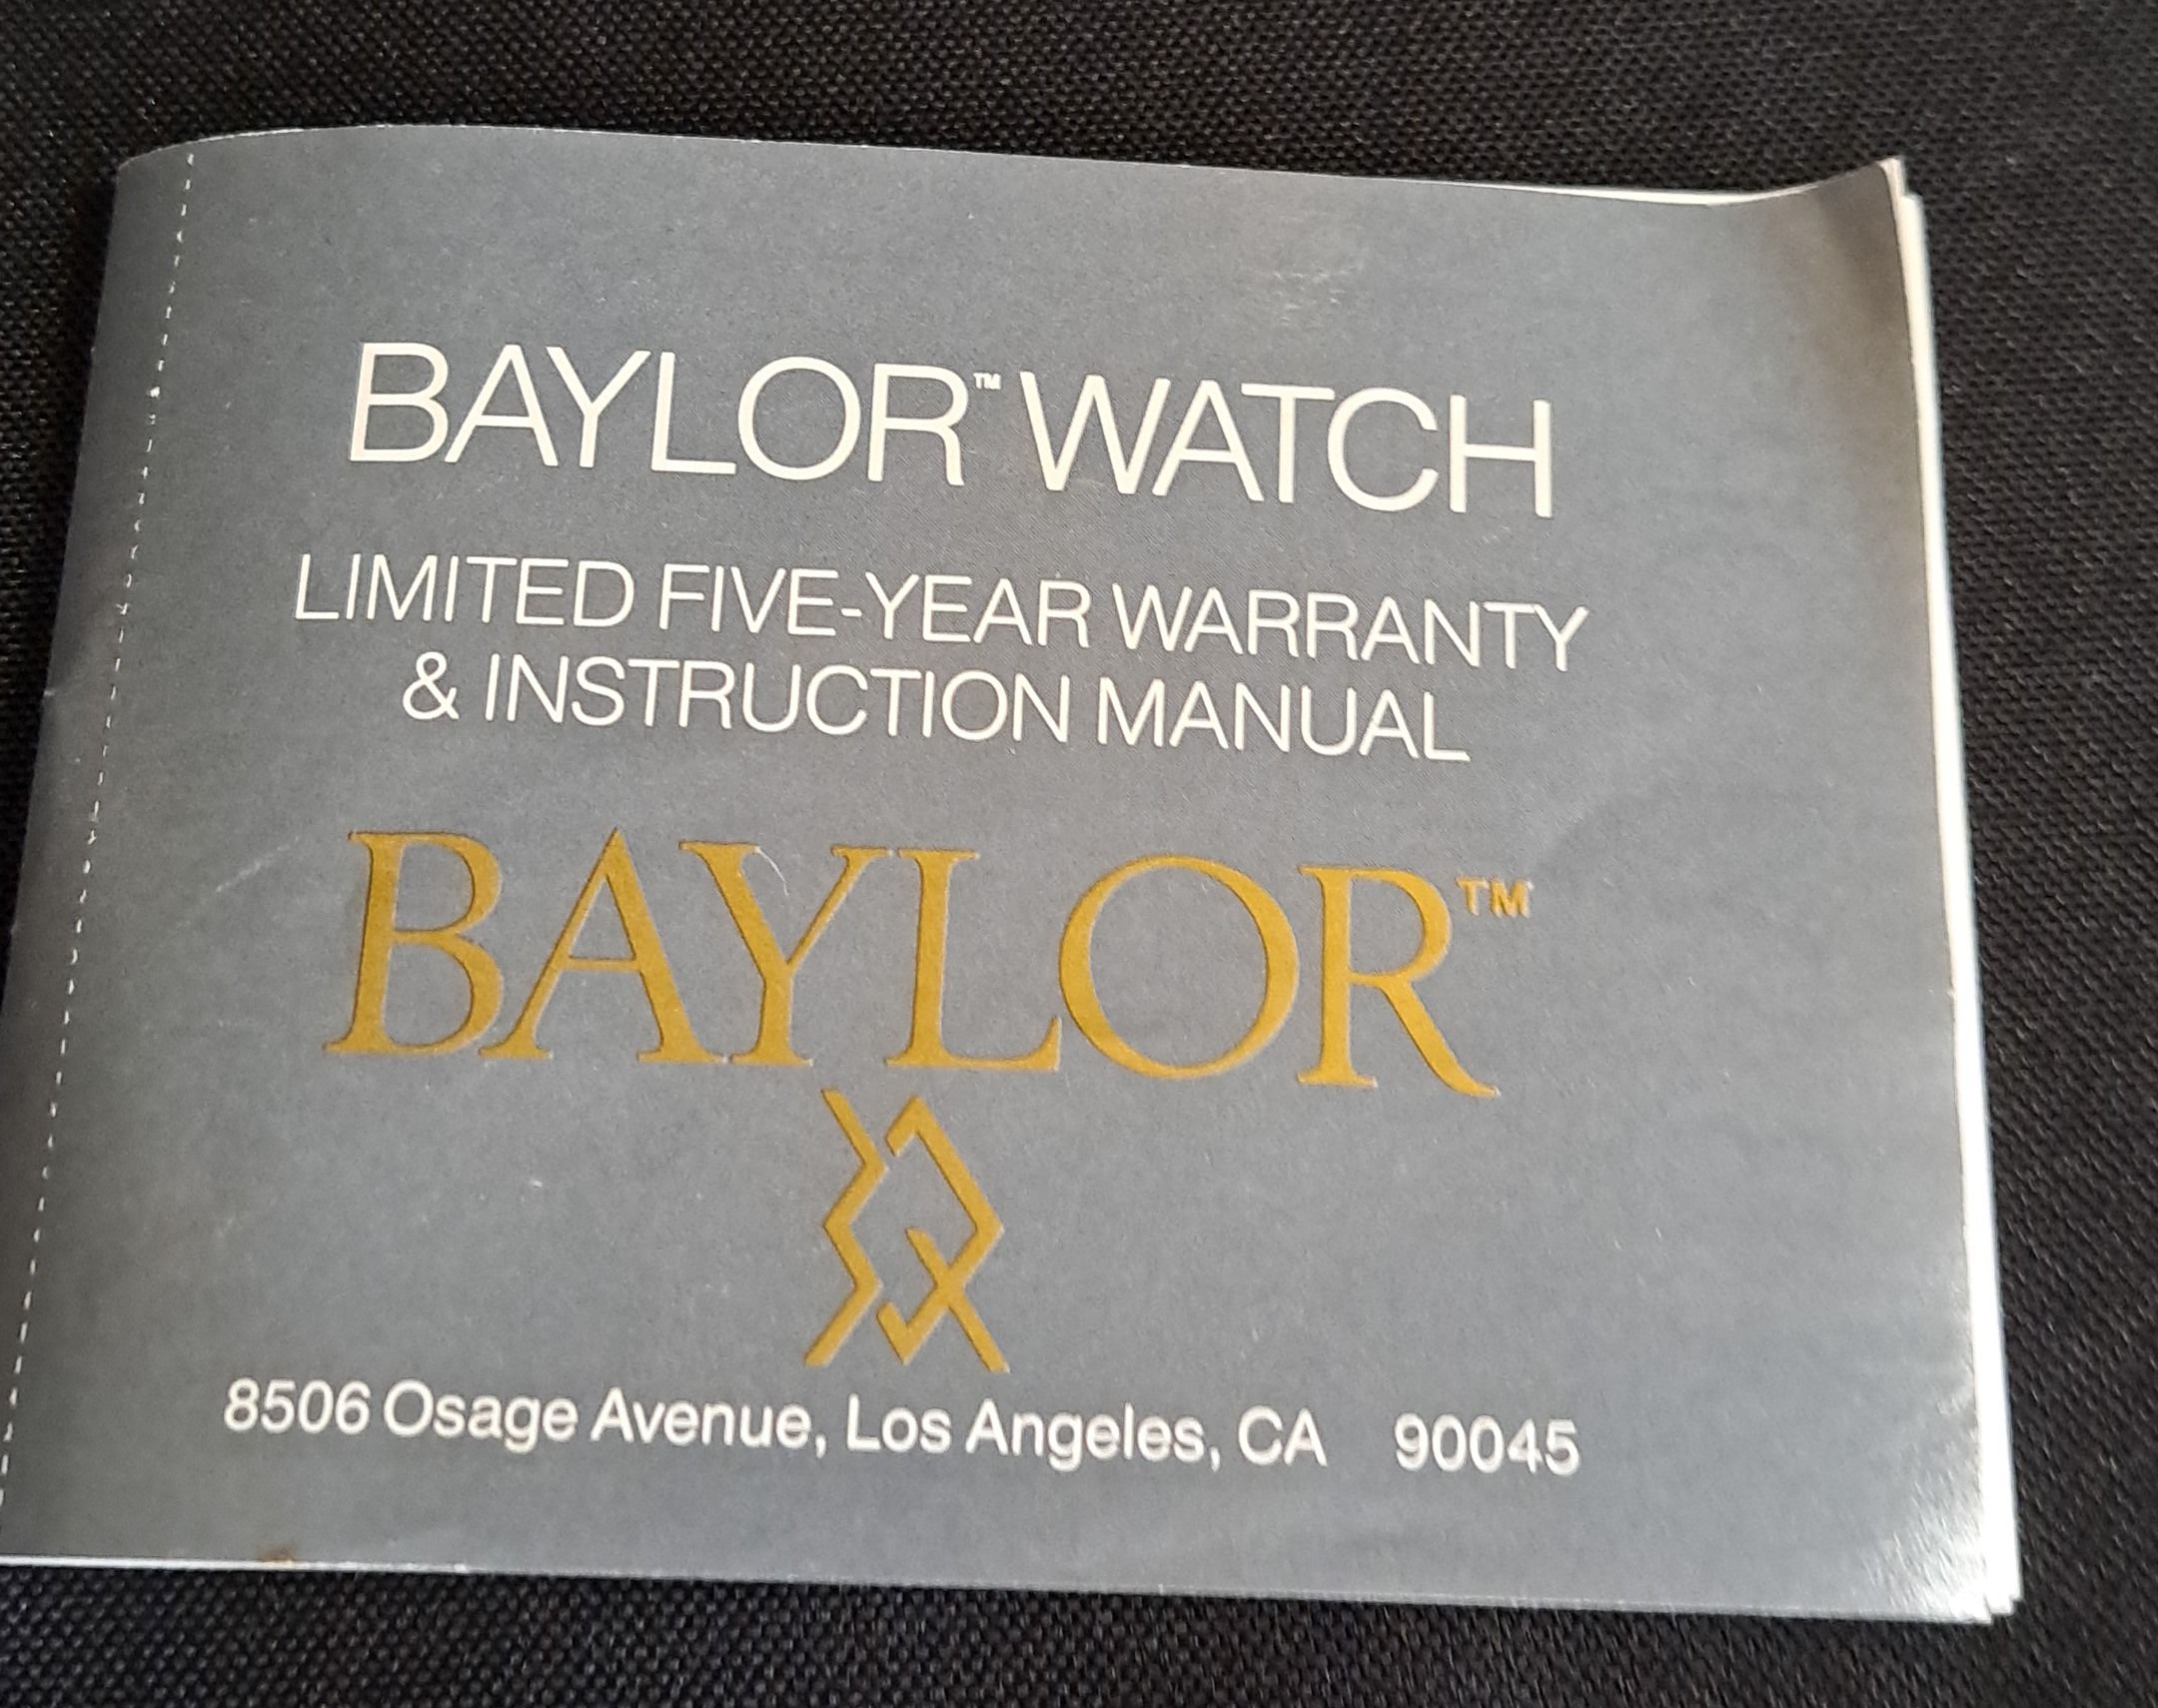 BAYLOR™ WATCH
LIMITED FIVE-YEAR WARRANTY
& INSTRUCTION MANUAL
BAYLOR™
8506 Osage Avenue, Los Angeles, CA 90045